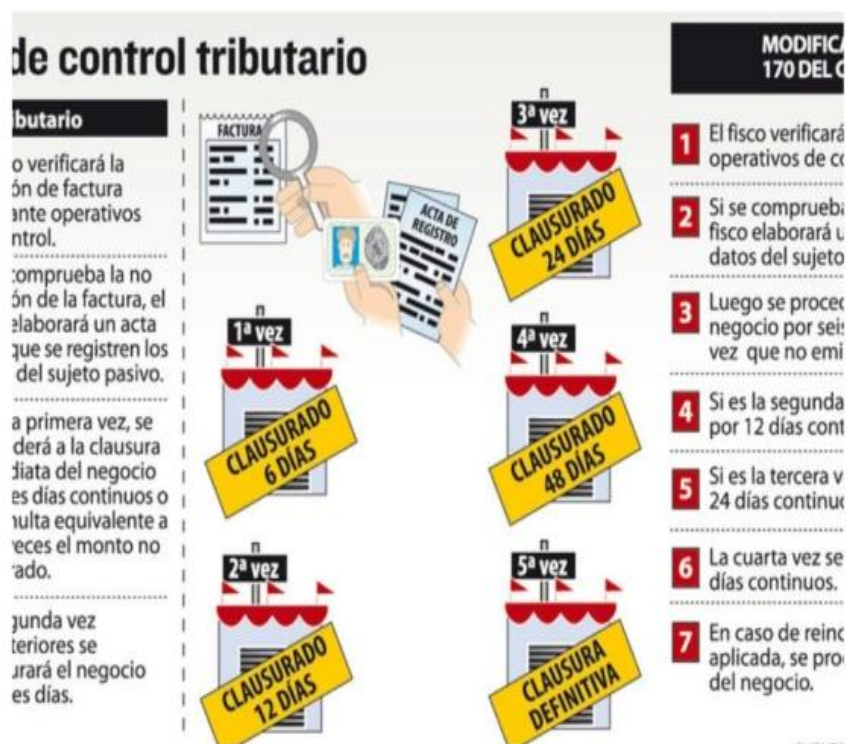 de control tributario
butario
o verificará la
ón de factura
ante operativos
ntrol.
comprueba la no
ón de la factura, el
elaborará un acta
que se registren los
del sujeto pasivo.
a primera vez, se
derá a la clausura
diata del negocio
es días continuos o
nulta equivalente a
veces el monto no
rado.
gunda vez
teriores se
urará el negocio
es días.
FACTURA
ACTA DE
REGISTRO
1ª vez
CLAUSURADO
6 DÍAS
2ª vez
CLAUSURADO
12 DÍAS
3ª vez
CLAUSURADO
24 DÍAS
4ª vez
CLAUSURADO
48 DÍAS
5ª vez
CLAUSURA
DEFINITIVA
MODIFICA
170 DEL C
1 El fisco verificará
operativos de co
2 Si se comprueba
fisco elaborará u
datos del sujeto
3 Luego se proced
negocio por seis
vez que no emi
4 Si es la segunda
por 12 días cont
5 Si es la tercera v
24 días continuo
6 La cuarta vez se
días continuos.
7 En caso de reinc
aplicada, se pro
del negocio.